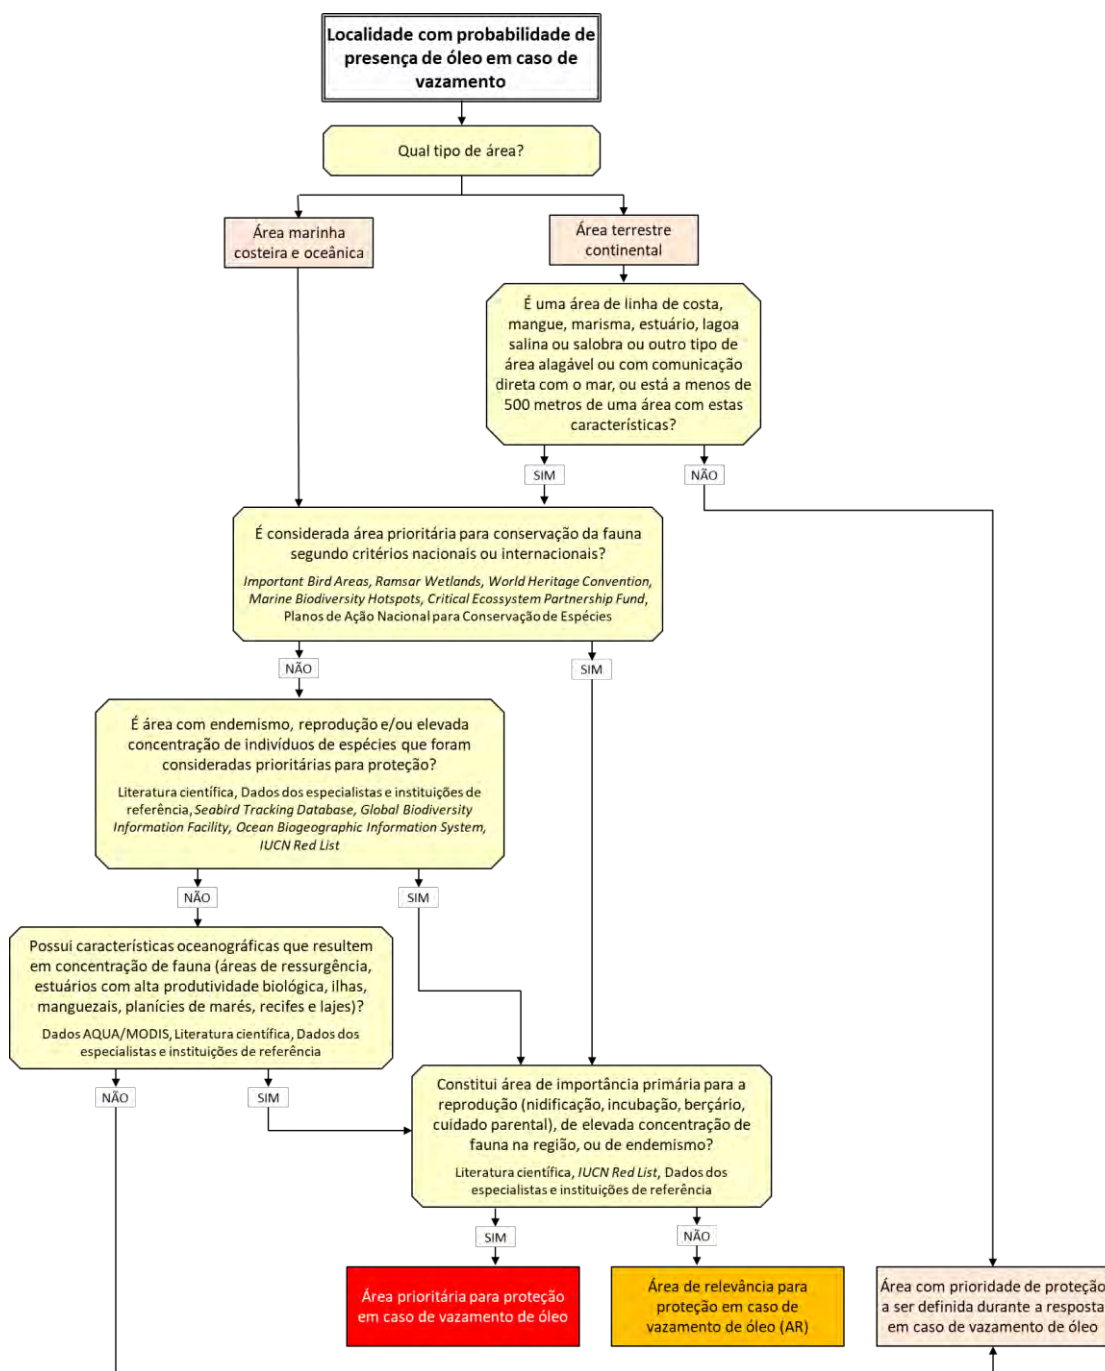 Localidade com probabilidade de
presença de óleo em caso de
vazamento
Qual tipo de área?
Área marinha
costeira e oceânica
Área terrestre
continental
É uma área de linha de costa,
mangue, marisma, estuário, lagoa
salina ou salobra ou outro tipo de
área alagável ou com comunicação
direta com o mar, ou está a menos de
500 metros de uma área com estas
características?
SIM
NÃO
É considerada área prioritária para conservação da fauna
segundo critérios nacionais ou internacionais?
Important Bird Areas, Ramsar Wetlands, World Heritage Convention,
Marine Biodiversity Hotspots, Critical Ecossystem Partnership Fund,
Planos de Ação Nacional para Conservação de Espécies
NÃO
SIM
É área com endemismo, reprodução e/ou elevada
concentração de indivíduos de espécies que foram
consideradas prioritárias para proteção?
Literatura científica, Dados dos especialistas e instituições de
referência, Seabird Tracking Database, Global Biodiversity
Information Facility, Ocean Biogeographic Information System,
IUCN Red List
NÃO
SIM
Possui características oceanográficas que resultem
em concentração de fauna (áreas de ressurgência,
estuários com alta produtividade biológica, ilhas,
manguezais, planícies de marés, recifes e lajes)?
Dados AQUA/MODIS, Literatura científica, Dados dos
especialistas e instituições de referência
NÃO
SIM
Constitui área de importância primária para a
reprodução (nidificação, incubação, berçário,
cuidado parental), de elevada concentração de
fauna na região, ou de endemismo?
Literatura científica, IUCN Red List, Dados dos
especialistas e instituições de referência
SIM
NÃO
Área prioritária para proteção
em caso de vazamento de óleo
Área de relevância para
proteção em caso de
vazamento de óleo (AR)
Área com prioridade de proteção
a ser definida durante a resposta
em caso de vazamento de óleo